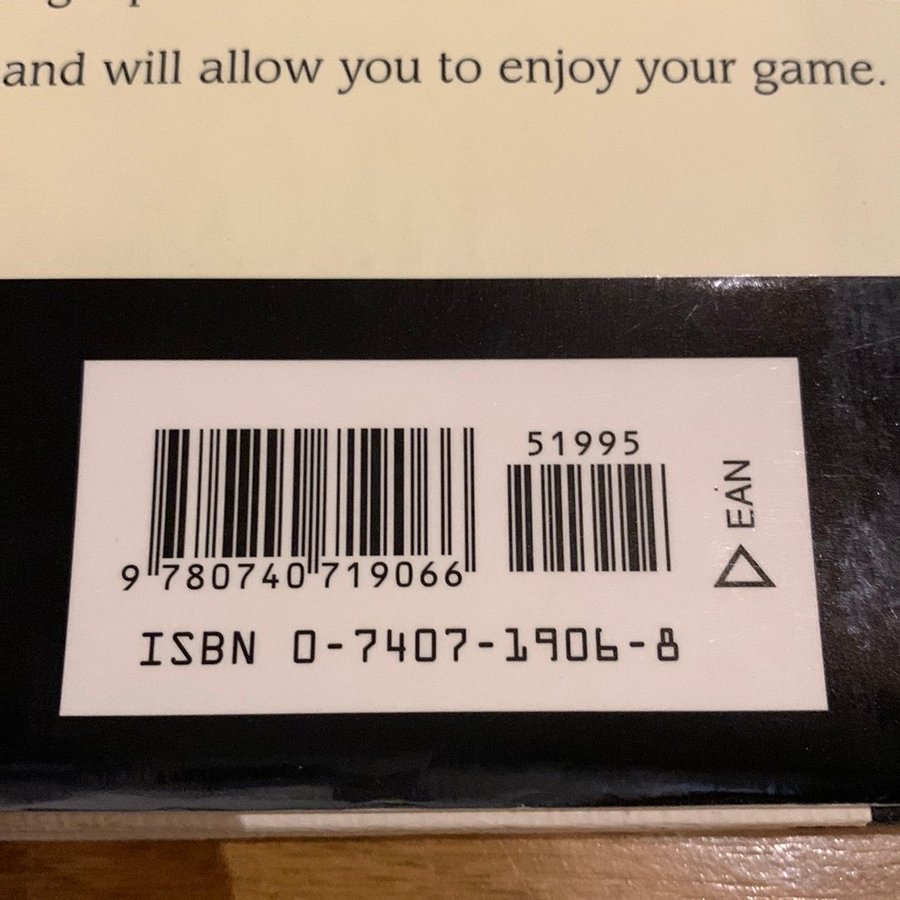 and will allow you to enjoy your game.
51995
EAN
9 780740 719066
ISBN 0-7407-1906-8